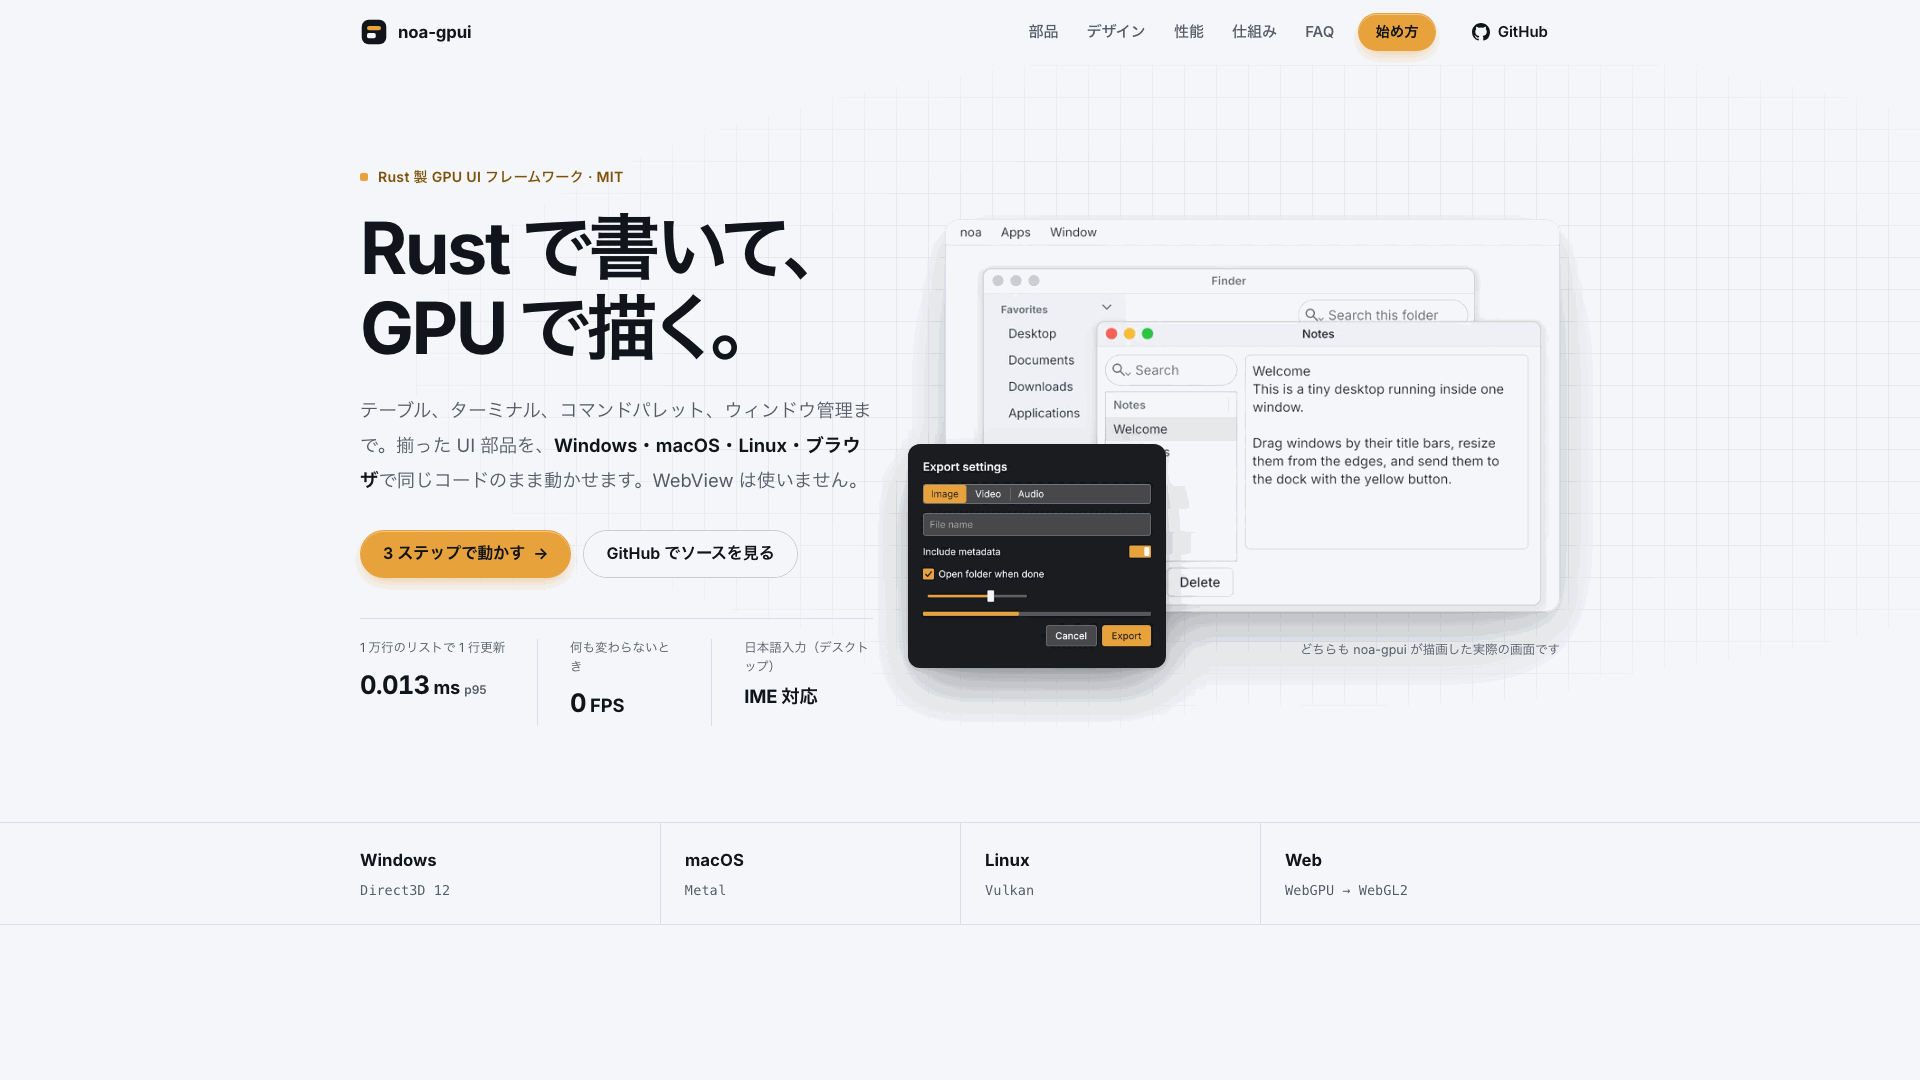 noa-gpui
部品 デザイン 性能 仕組み FAQ 始め方 GitHub
Rust 製 GPU UI フレームワーク · MIT
Rust で書いて、
GPU で描く。
テーブル、ターミナル、コマンドパレット、ウィンドウ管理ま
で。揃った UI 部品を、Windows・macOS・Linux・ブラウ
ザで同じコードのまま動かせます。WebView は使いません。
3 ステップで動かす →
GitHub でソースを見る
1 万行のリストで 1 行更新
0.013 ms p95
何も変わらないと
き
0 FPS
日本語入力（デスクト
ップ）
IME 対応
noa Apps Window
Finder
Favorites
Desktop
Documents
Downloads
Applications
Search this folder
Notes
Search
Notes
Welcome
Delete
Welcome
This is a tiny desktop running inside one
window.
Drag windows by their title bars, resize
them from the edges, and send them to
the dock with the yellow button.
Export settings
Image Video Audio
File name
Include metadata
Open folder when done
Cancel Export
どちらも noa-gpui が描画した実際の画面です
Windows
Direct3D 12
macOS
Metal
Linux
Vulkan
Web
WebGPU → WebGL2